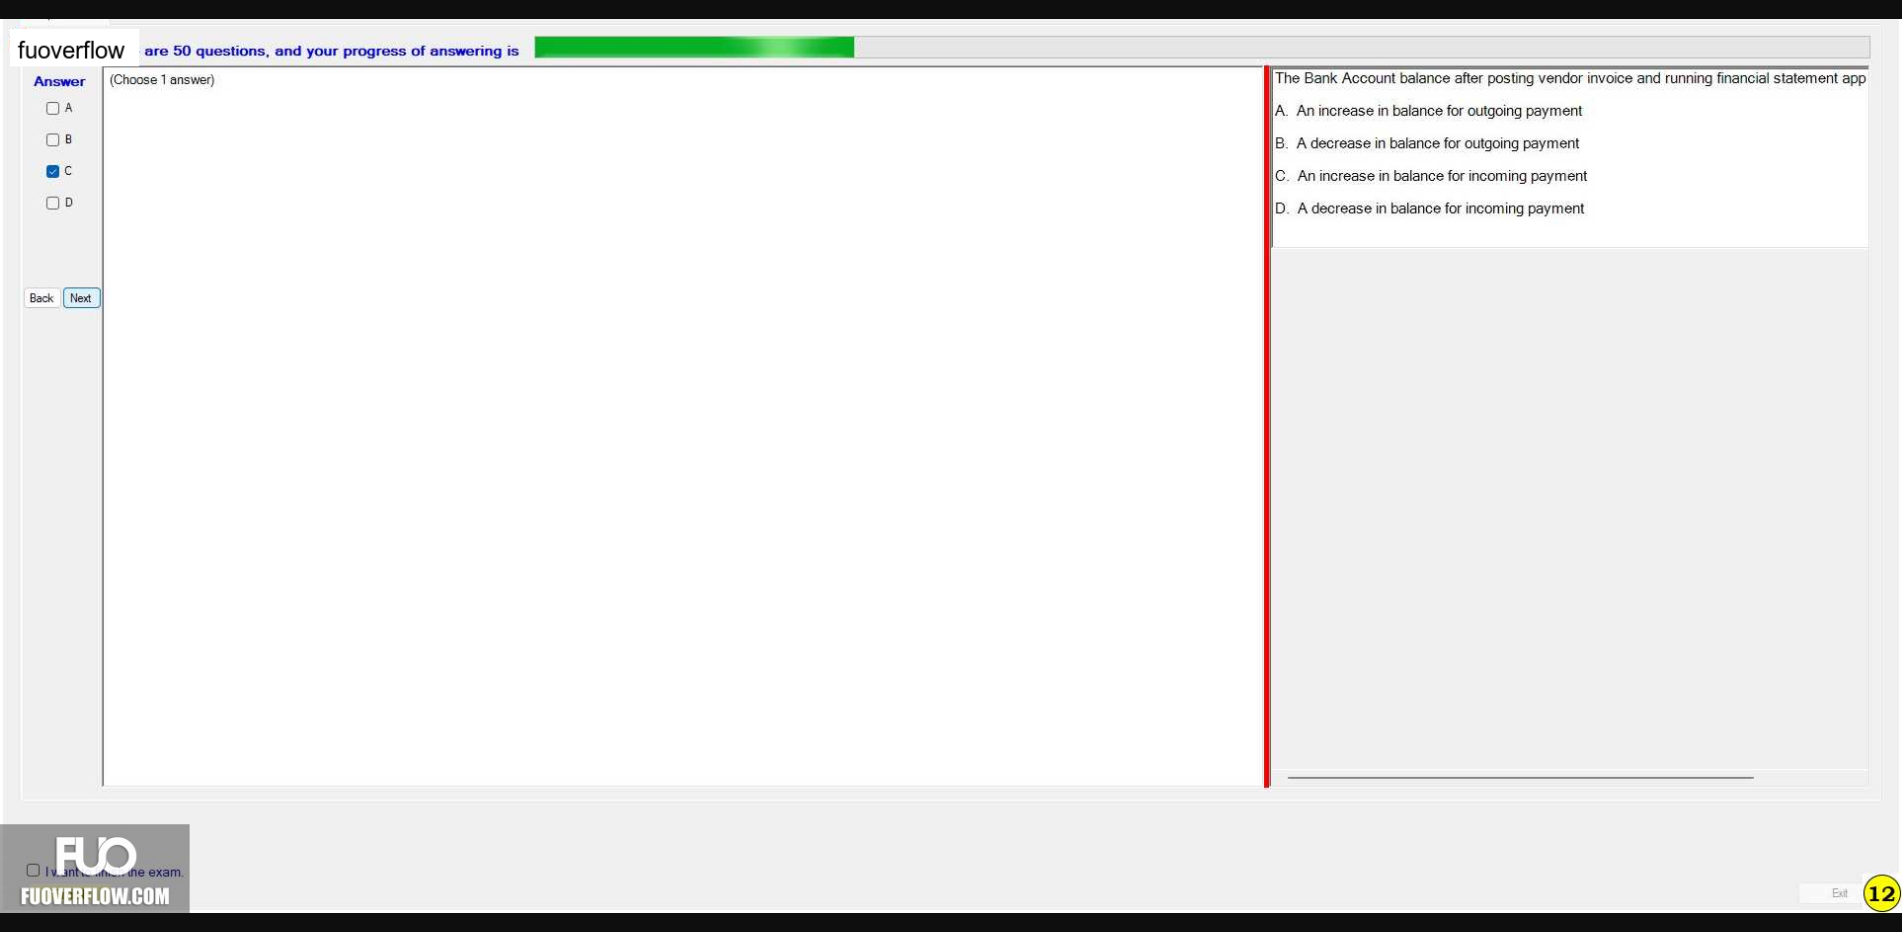 fuoverflow are 50 questions, and your progress of answering is
Answer
(Choose 1 answer)
A
B
C
D
Back Next
The Bank Account balance after posting vendor invoice and running financial statement app
A. An increase in balance for outgoing payment
B. A decrease in balance for outgoing payment
C. An increase in balance for incoming payment
D. A decrease in balance for incoming payment
FUO
I want to finish the exam.
FUOVERFLOW.COM
Exit
12